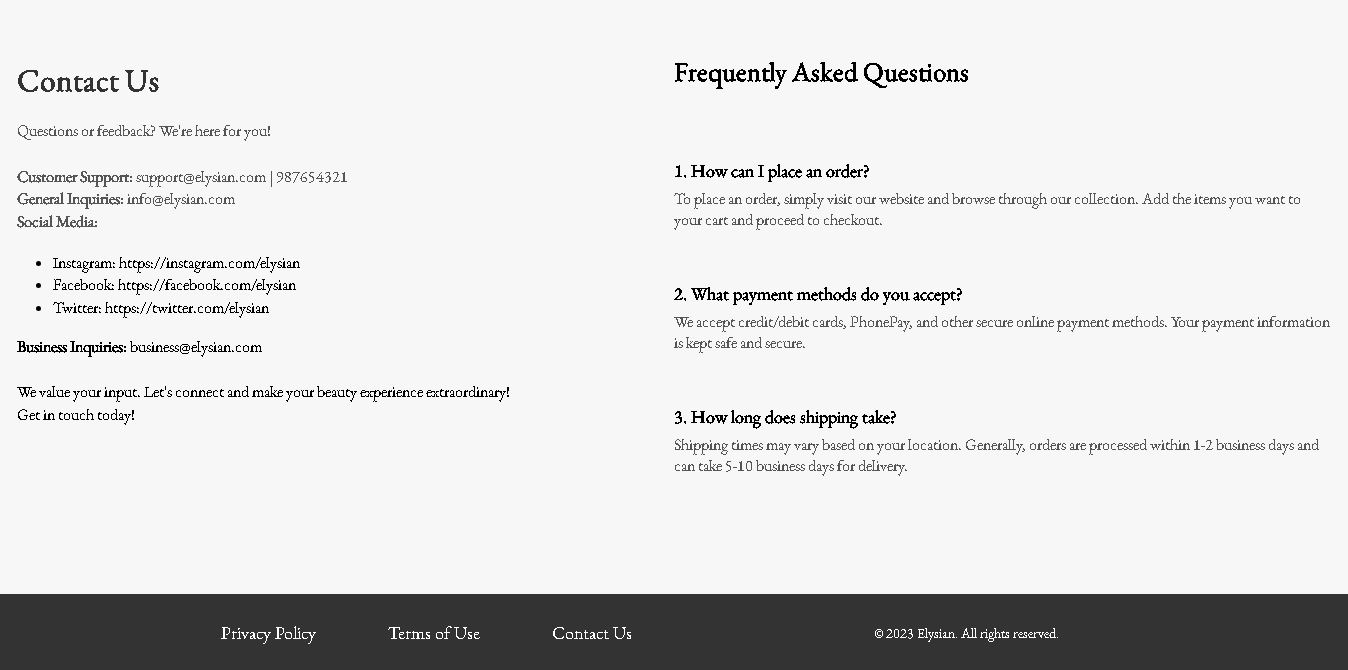 Contact Us
Questions or feedback? We're here for you!
Customer Support: support@elysian.com | 987654321
General Inquiries: info@elysian.com
Social Media:
Instagram: https://instagram.com/elysian
Facebook: https://facebook.com/elysian
Twitter: https://twitter.com/elysian
Business Inquiries: business@elysian.com
We value your input. Let's connect and make your beauty experience extraordinary!
Get in touch today!
Frequently Asked Questions
1. How can I place an order?
To place an order, simply visit our website and browse through our collection. Add the items you want to
your cart and proceed to checkout.
2. What payment methods do you accept?
We accept credit/debit cards, PhonePay, and other secure online payment methods. Your payment information
is kept safe and secure.
3. How long does shipping take?
Shipping times may vary based on your location. Generally, orders are processed within 1-2 business days and
can take 5-10 business days for delivery.
Privacy Policy
Terms of Use
Contact Us
© 2023 Elysian. All rights reserved.